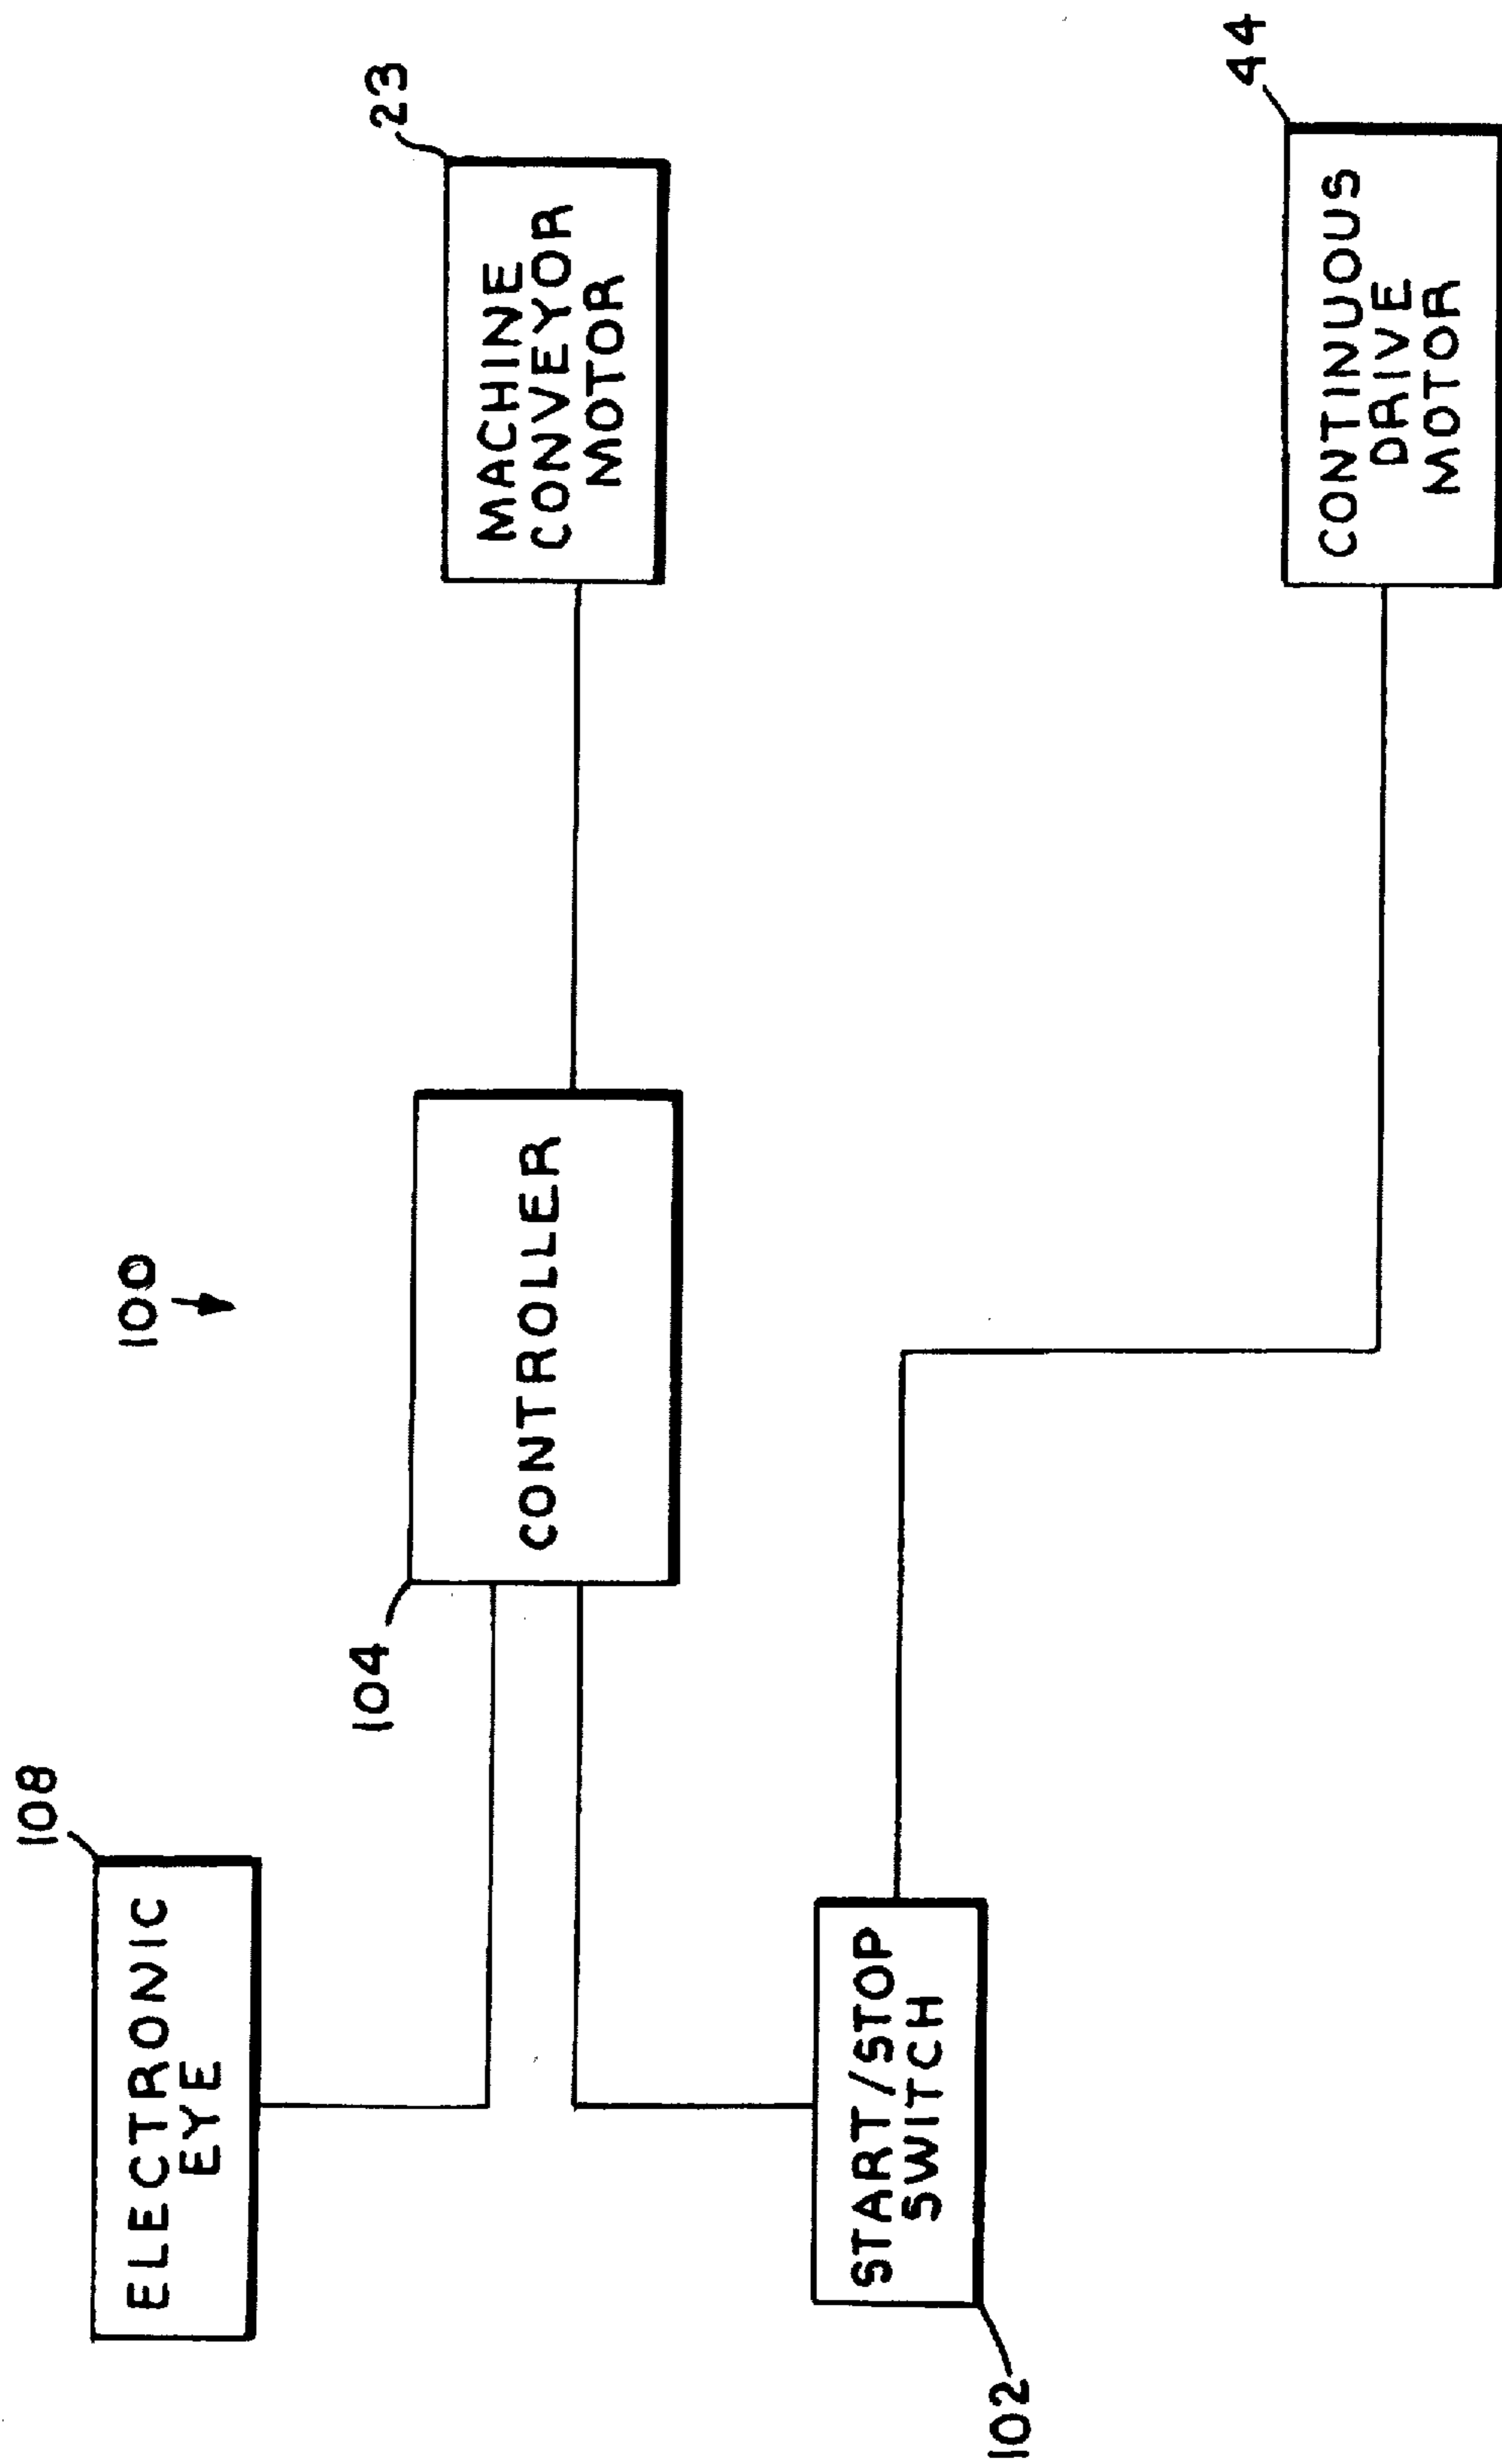 100
108
ELECTRONIC
EYE
104
CONTROLLER
23
MACHINE
CONVEYOR
MOTOR
102
START/STOP
SWITCH
44
CONTINUOUS
DRIVE
MOTOR